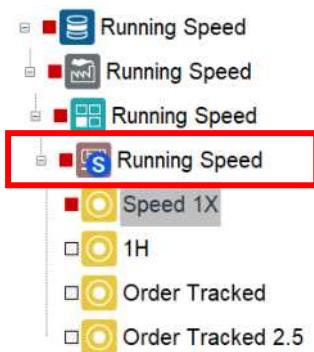 Running Speed
Running Speed
Running Speed
S Running Speed
Speed 1X
1H
Order Tracked
Order Tracked 2.5